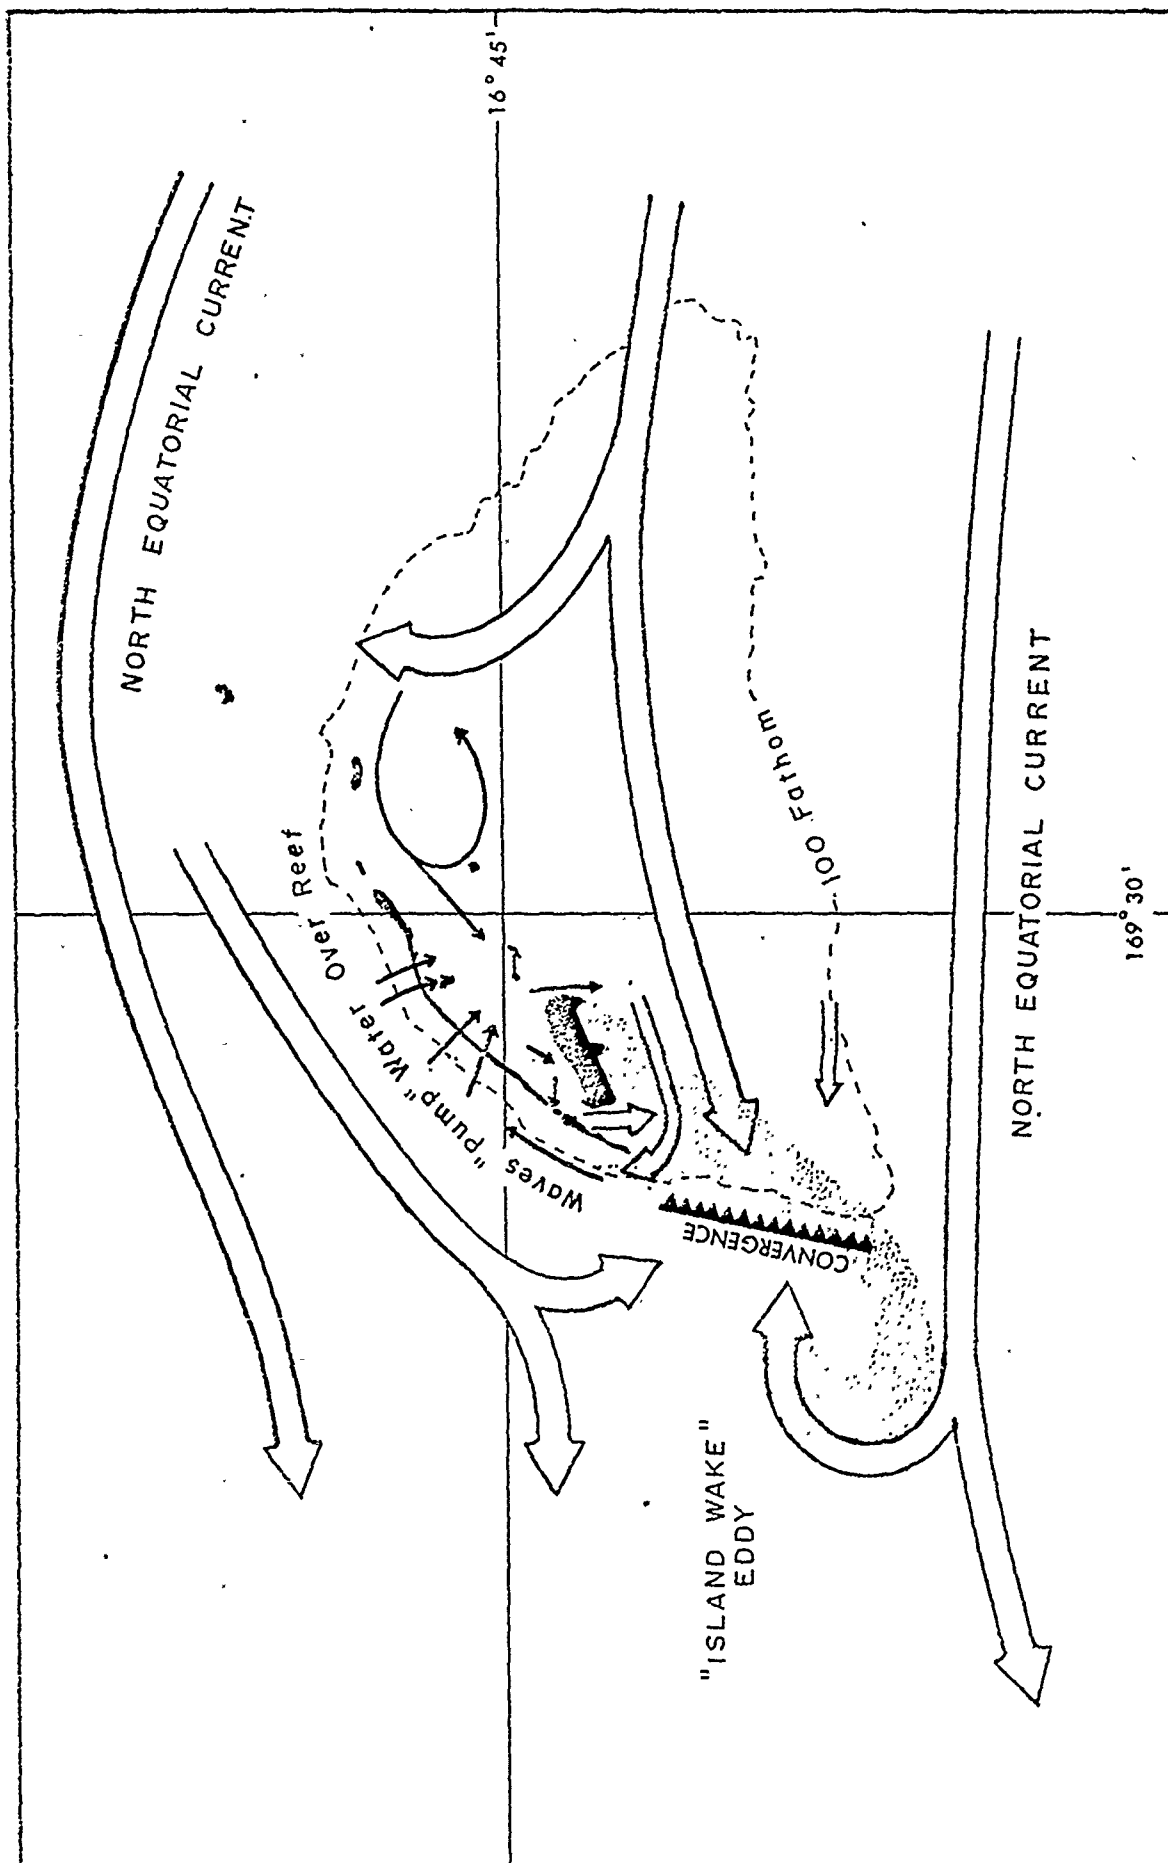 16° 45'
NORTH EQUATORIAL CURRENT
Waves "pump" Water Over Reef
100 Fathom
CONVERGENCE
"ISLAND WAKE"
EDDY
NORTH EQUATORIAL CURRENT
169° 30'